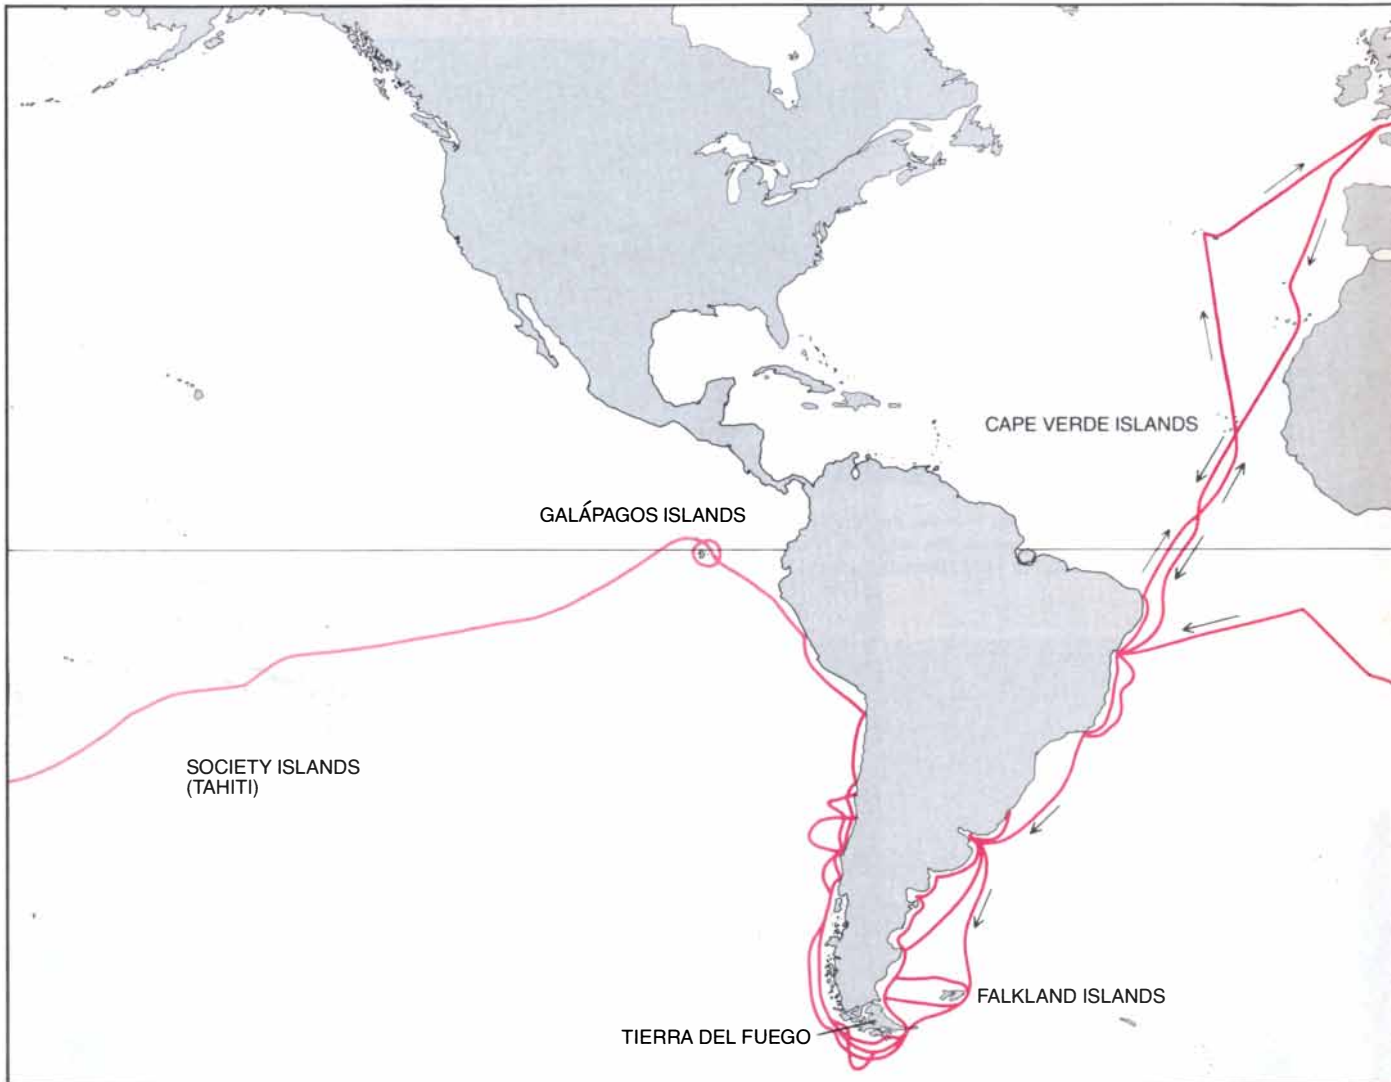 CAPE VERDE ISLANDS
GALÁPAGOS ISLANDS
SOCIETY ISLANDS
(TAHITI)
FALKLAND ISLANDS
TIERRA DEL FUEGO